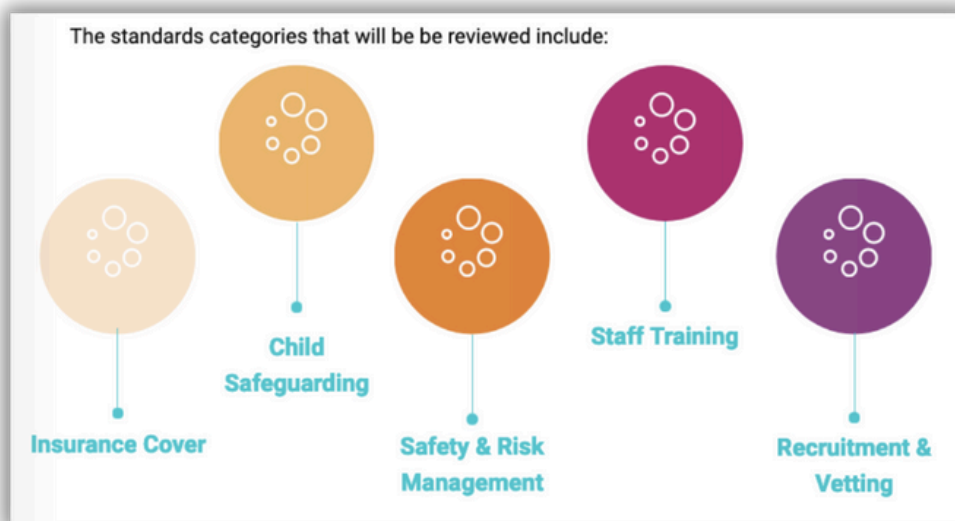 The standards categories that will be be reviewed include:
Insurance Cover
Child
Safeguarding
Safety & Risk
Management
Staff Training
Recruitment &
Vetting